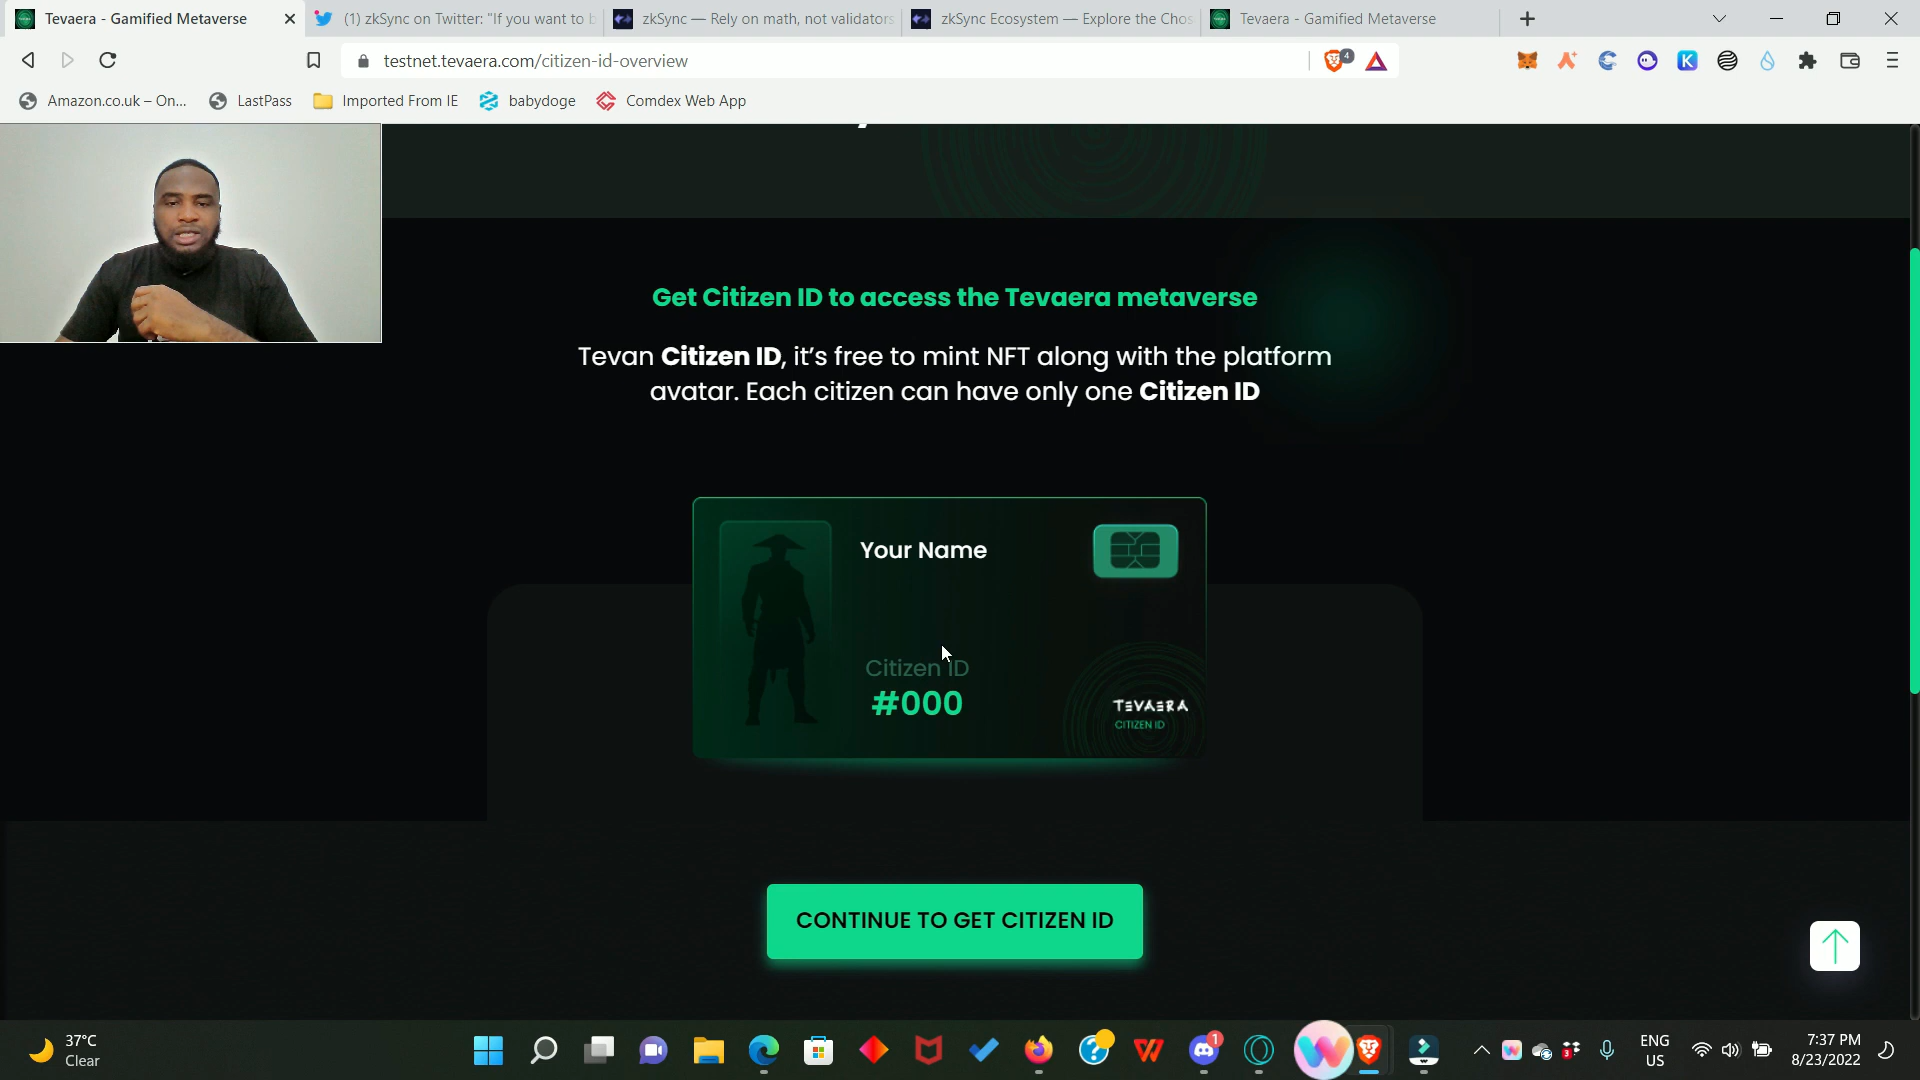 Tevaera - Gamified Metaverse
(1) zkSync on Twitter: "If you want to b
zkSync — Rely on math, not validators
zkSync Ecosystem — Explore the Chos
Tevaera - Gamified Metaverse
testnet.tevaera.com/citizen-id-overview
4
Amazon.co.uk – On...
LastPass
Imported From IE
babydoge
Comdex Web App
Get Citizen ID to access the Tevaera metaverse
Tevan Citizen ID, it's free to mint NFT along with the platform
avatar. Each citizen can have only one Citizen ID
Your Name
Citizen ID
#000
TEVAERA
CITIZEN ID
CONTINUE TO GET CITIZEN ID
37°C
Clear
1
3
ENG
US
7:37 PM
8/23/2022